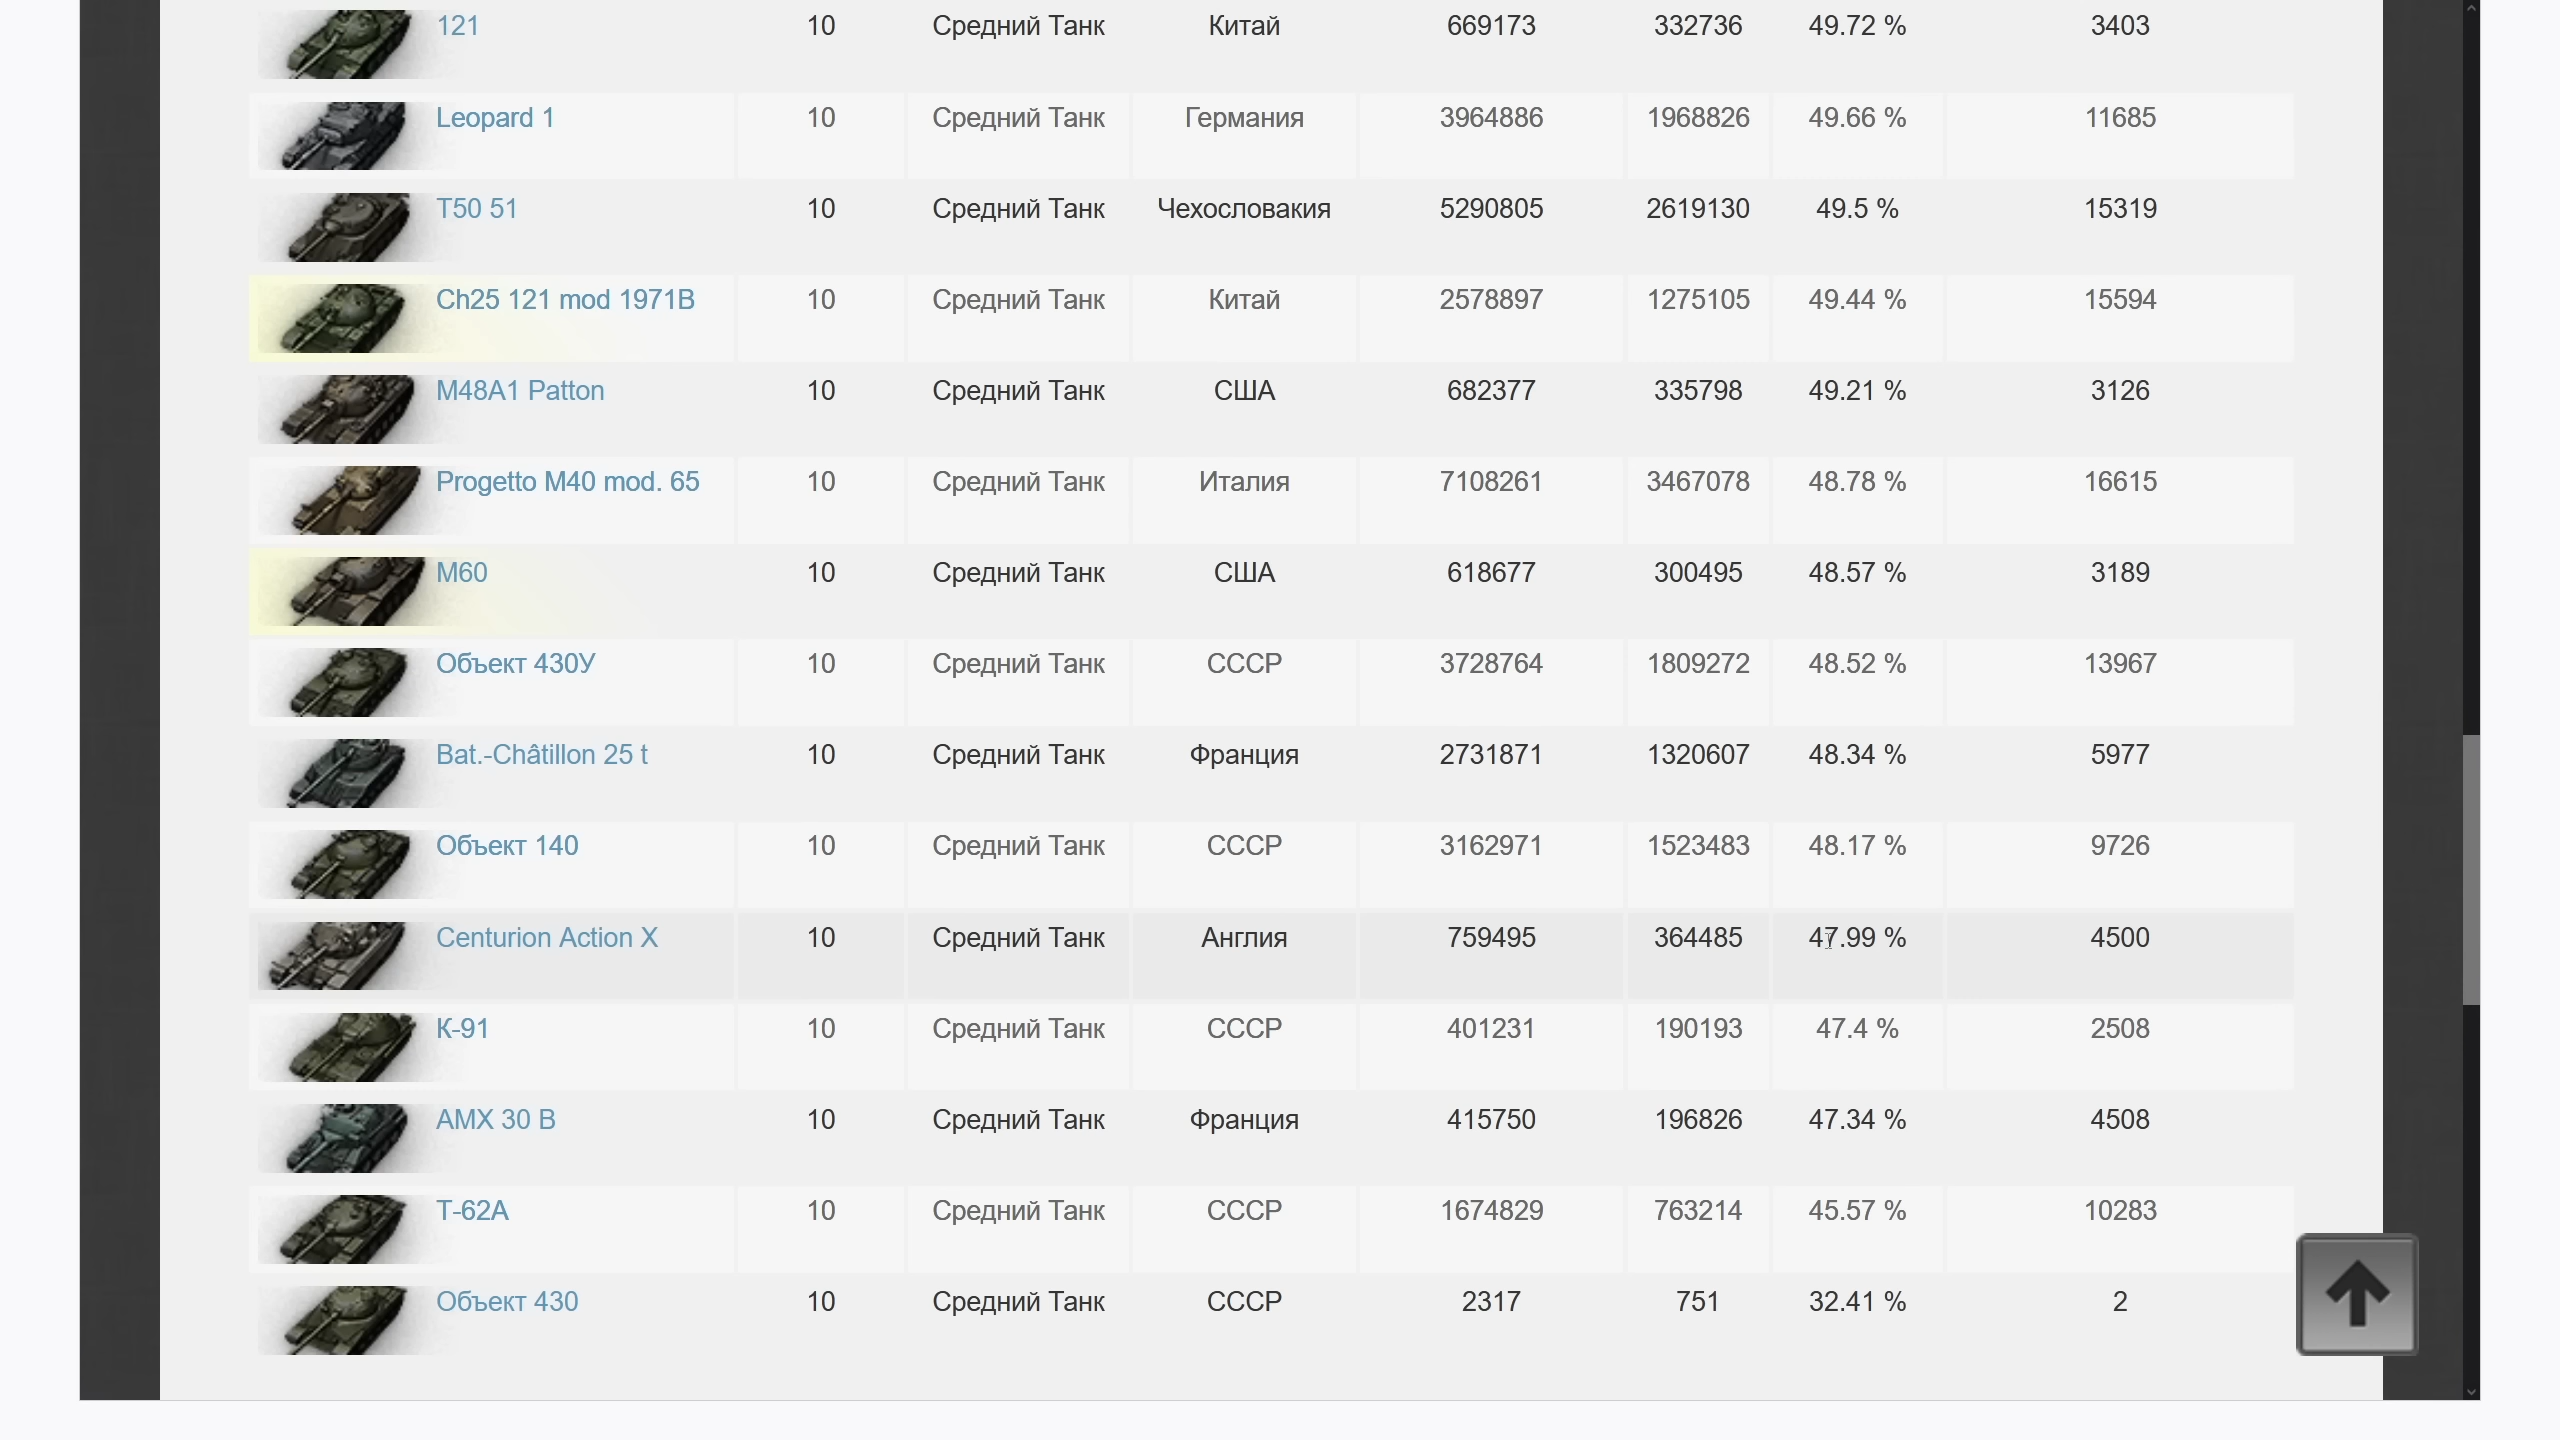 121 10 Средний Танк Китай 669173 332736 49.72 % 3403
Leopard 1 10 Средний Танк Германия 3964886 1968826 49.66 % 11685
T50 51 10 Средний Танк Чехословакия 5290805 2619130 49.5 % 15319
Ch25 121 mod 1971B 10 Средний Танк Китай 2578897 1275105 49.44 % 15594
M48A1 Patton 10 Средний Танк США 682377 335798 49.21 % 3126
Progetto M40 mod. 65 10 Средний Танк Италия 7108261 3467078 48.78 % 16615
M60 10 Средний Танк США 618677 300495 48.57 % 3189
Объект 430У 10 Средний Танк СССР 3728764 1809272 48.52 % 13967
Bat.-Châtillon 25 t 10 Средний Танк Франция 2731871 1320607 48.34 % 5977
Объект 140 10 Средний Танк СССР 3162971 1523483 48.17 % 9726
Centurion Action X 10 Средний Танк Англия 759495 364485 47.99 % 4500
К-91 10 Средний Танк СССР 401231 190193 47.4 % 2508
AMX 30 B 10 Средний Танк Франция 415750 196826 47.34 % 4508
Т-62А 10 Средний Танк СССР 1674829 763214 45.57 % 10283
Объект 430 10 Средний Танк СССР 2317 751 32.41 % 2